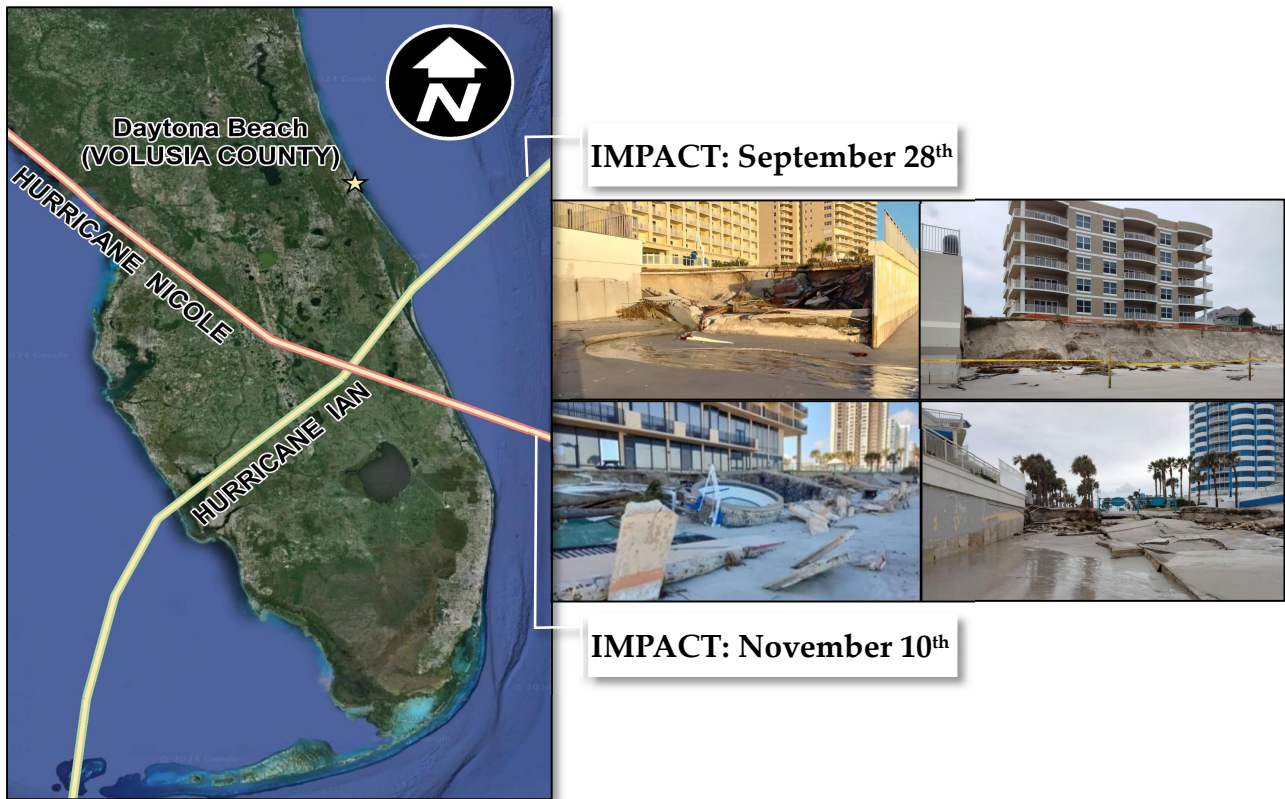 N
Daytona Beach
(VOLUSIA COUNTY)
HURRICANE NICOLE
HURRICANE IAN
IMPACT: September 28th
IMPACT: November 10th